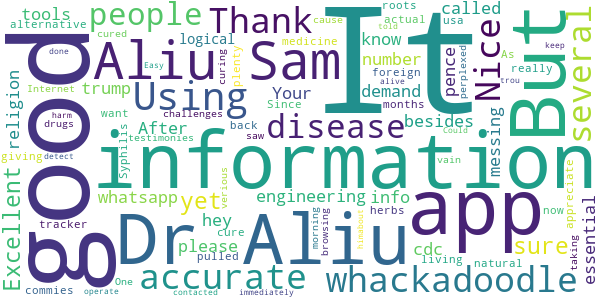 It
information
good
But
app
Dr Aliu
Aliu Sam
Using
disease
accurate
whackadoodle
Thank
Nice
people
several
Excellent
yet
sure
essential
messing
religion
engineering
whatsapp
please
hey
info
cdc
besides
demand
pence
number
know
called
tools
alternative
trump
logical
Your
After
giving
drugs
Internet
harm
done
detect
tracker
commies
Syphilis
testimonies
Since
challenges
cured
Easy
plenty
curing
medicine
cause
told
roots
actual
usa
foreign
alive
months
perplexed
As
really
keep
want
back
saw
One
operate
cure
contacted
verious
pulled
immediately
morning
browsing
herbs
living
natural
Could
vain
now
taking
appreciate
trou